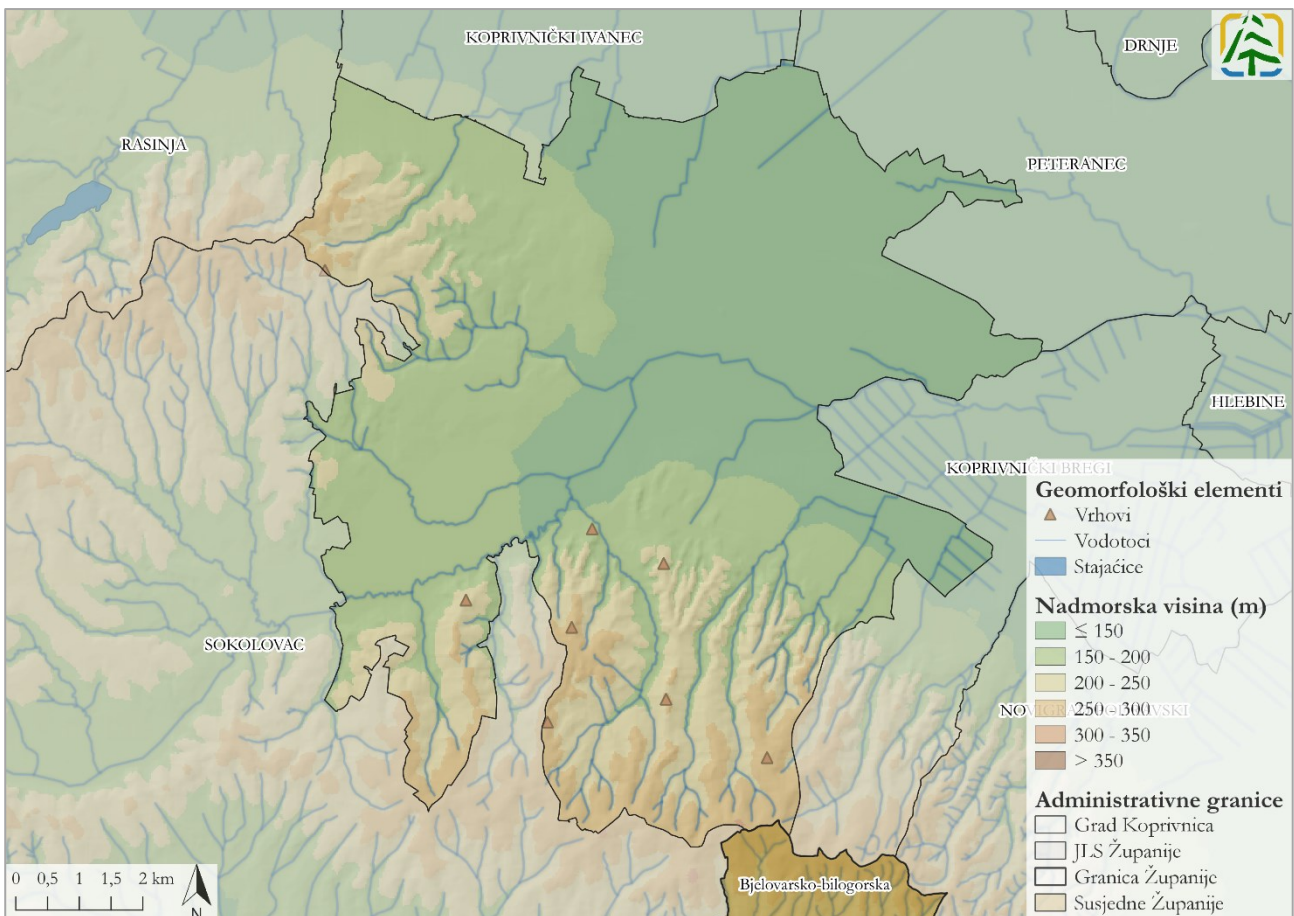 KOPRIVNIČKI IVANEC
DRNJE
RASINJA
PETERANEC
HLEBINE
KOPRIVNIČKI BREGI
SOKOLOVAC
Geomorfološki elementi
Vrhovi
Vodotoci
Stajaćice
Nadmorska visina (m)
≤ 150
150 - 200
200 - 250
250 - 300
300 - 350
> 350
Administrativne granice
Grad Koprivnica
JLS Županije
Granica Županije
Susjedne Županije
Bjelovarsko-bilogorska
0 0,5 1 1,5 2 km
N